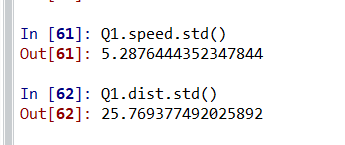 In [61]: Q1.speed.std()
Out[61]: 5.2876444352347844
In [62]: Q1.dist.std()
Out[62]: 25.769377492025892